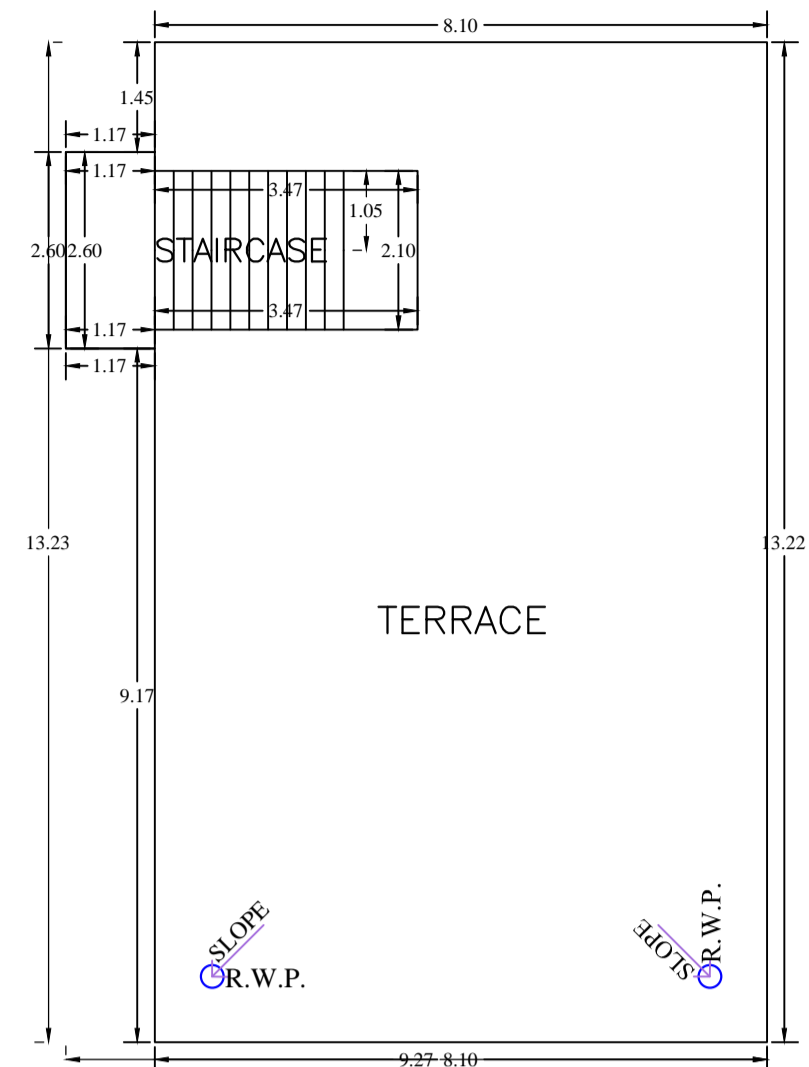 8.10
1.45
1.17
1.17
3.47
1.05
2.60
2.60
STAIRCASE
2.10
3.47
1.17
1.17
13.23
13.22
TERRACE
9.17
SLOPE
R.W.P.
SLOPE
R.W.P.
9.27
8.10